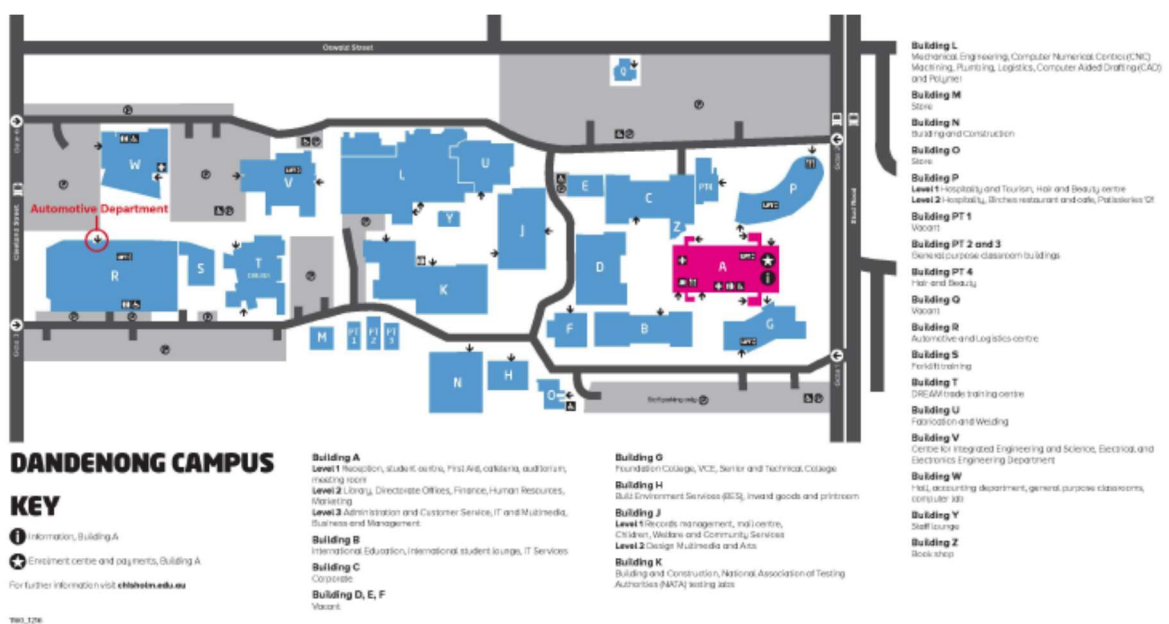 Oswald Street
Q
W
V
L
U
E
C
PT4
P
Y
J
Z
Automotive Department
Cleeland Street
Stud Road
R
S
T
K
D
A
F
B
G
M
PT
1
PT
2
PT
3
N
H
O
Staff parking only
DANDENONG CAMPUS
KEY
Information, Building A
Enrolment centre and payments, Building A
For further information visit chisholm.edu.au
Building A
Level 1 Reception, student centre, First Aid, cafeteria, auditorium,
meeting room
Level 2 Library, Directorate Offices, Finance, Human Resources,
Marketing
Level 3 Administration and Customer Service, IT and Multimedia,
Business and Management
Building B
International Education, International student lounge, IT Services
Building C
Corporate
Building D, E, F
Vacant
Building G
Foundation College, VCE, Senior and Technical College
Building H
Build Environment Services (BES), inward goods and printroom
Building J
Level 1 Records management, mail centre,
Children, Welfare and Community Services
Level 2 Design Multimedia and Arts
Building K
Building and Construction, National Association of Testing
Authorities (NATA) testing labs
Building L
Mechanical Engineering, Computer Numerical Control (CNC)
Machining, Plumbing, Logistics, Computer Aided Drafting (CAD)
and Polymer
Building M
Store
Building N
Building and Construction
Building O
Store
Building P
Level 1 Hospitality and Tourism, Hair and Beauty centre
Level 2 Hospitality, Birches restaurant and cafe, Patisseries
Building PT 1
Vacant
Building PT 2 and 3
General purpose classroom buildings
Building PT 4
Hair and Beauty
Building Q
Vacant
Building R
Automotive and Logistics centre
Building S
Forklift training
Building T
DREAM trade training centre
Building U
Fabrication and Welding
Building V
Centre for Integrated Engineering and Science, Electrical and
Electronics Engineering Department
Building W
Hall, accounting department, general purpose classrooms,
computer lab
Building Y
Staff lounge
Building Z
Book shop